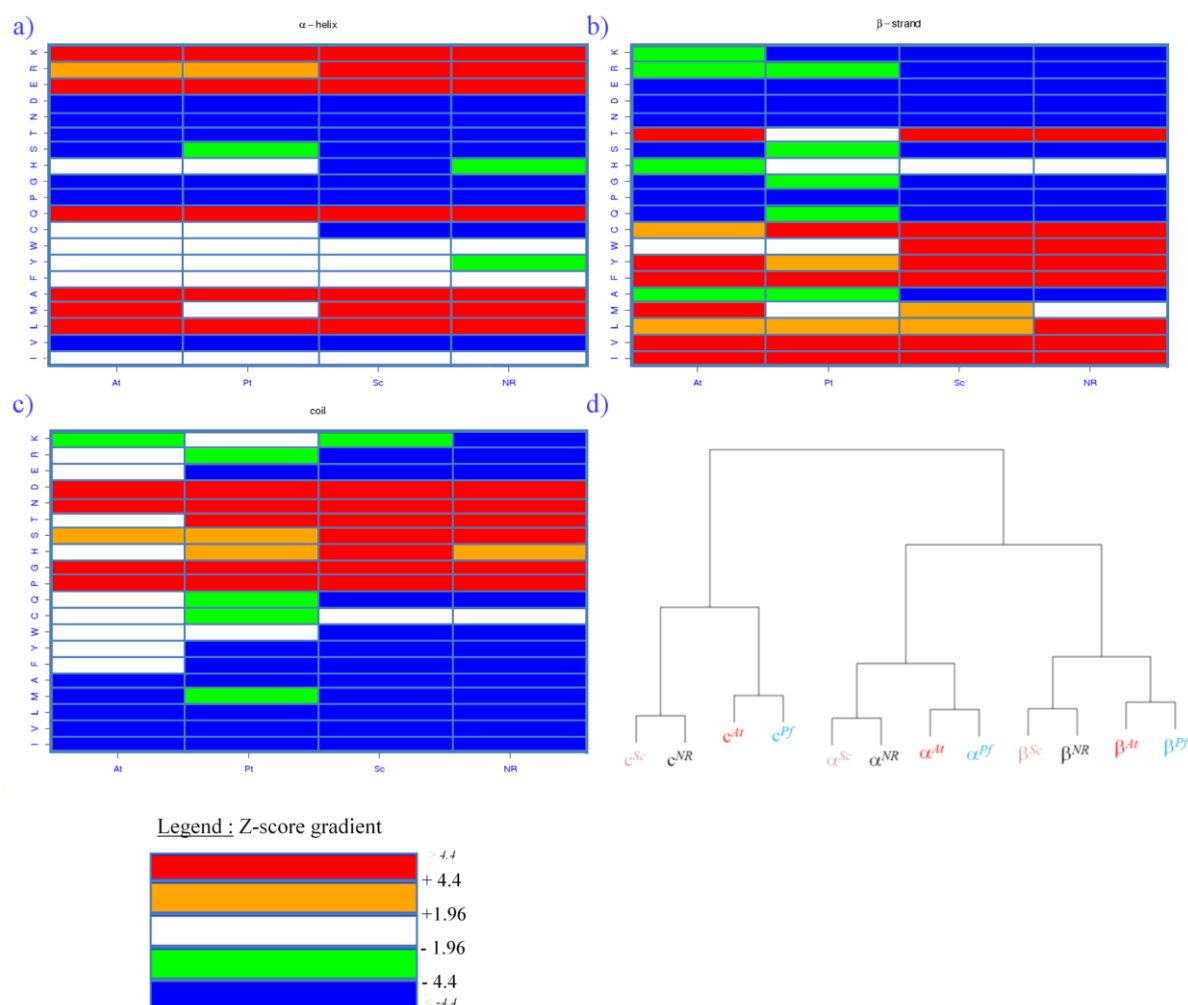 a)
α – helix
K
R
E
D
N
T
S
H
G
P
Q
C
W
Y
F
A
M
L
V
I
At Pt Sc NR
b)
β – strand
K
R
E
D
N
T
S
H
G
P
Q
C
W
Y
F
A
M
L
V
I
At Pt Sc NR
c)
coil
K
R
E
D
N
T
S
H
G
P
Q
C
W
Y
F
A
M
L
V
I
At Pt Sc NR
d)
c^Sc c^NR c^At c^Pf α^Sc α^NR α^At α^Pf β^Sc β^NR β^At β^Pf
Legend : Z-score gradient
> 4.4
+ 4.4
+1.96
- 1.96
- 4.4
< -4.4